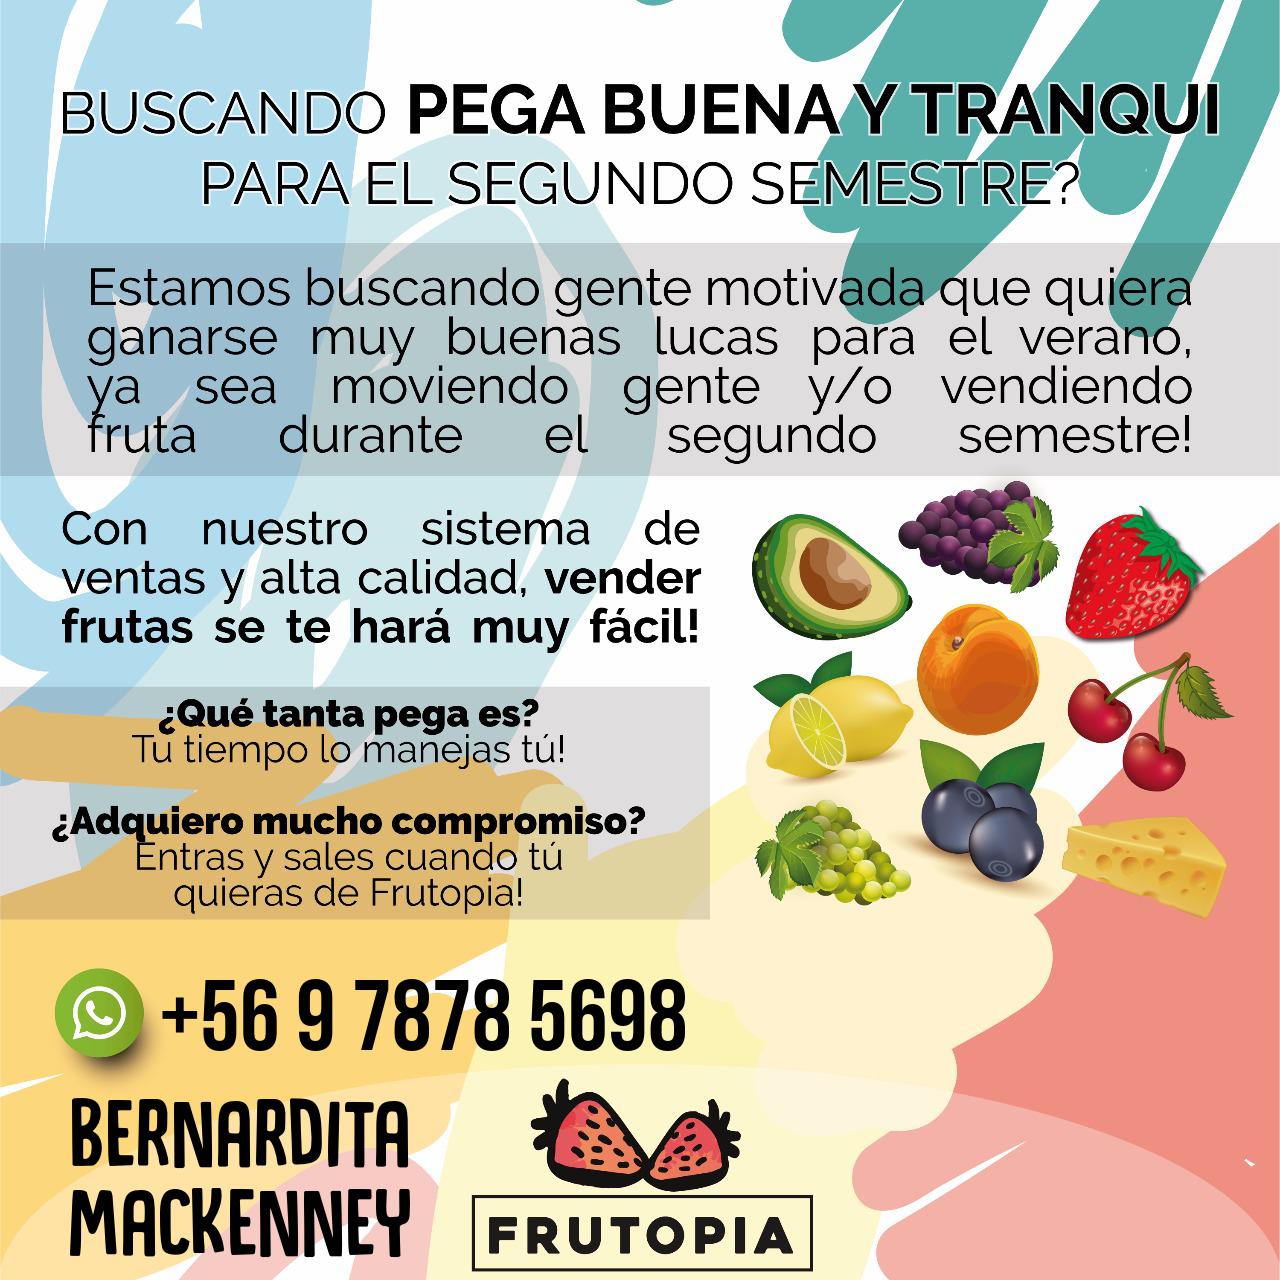 BUSCANDO PEGA BUENA Y TRANQUI
PARA EL SEGUNDO SEMESTRE?
Estamos buscando gente motivada que quiera
ganarse muy buenas lucas para el verano,
ya sea moviendo gente y/o vendiendo
fruta durante el segundo semestre!
Con nuestro sistema de
ventas y alta calidad, vender
frutas se te hará muy fácil!
¿Qué tanta pega es?
Tu tiempo lo manejas tú!
¿Adquiero mucho compromiso?
Entras y sales cuando tú
quieras de Frutopia!
+56 9 7878 5698
BERNARDITA
MACKENNEY
FRUTOPIA